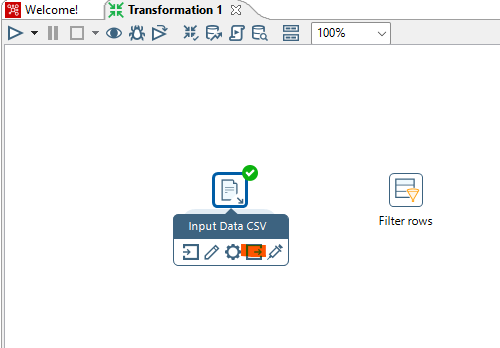 Welcome!
Transformation 1
100%
Input Data CSV
Filter rows